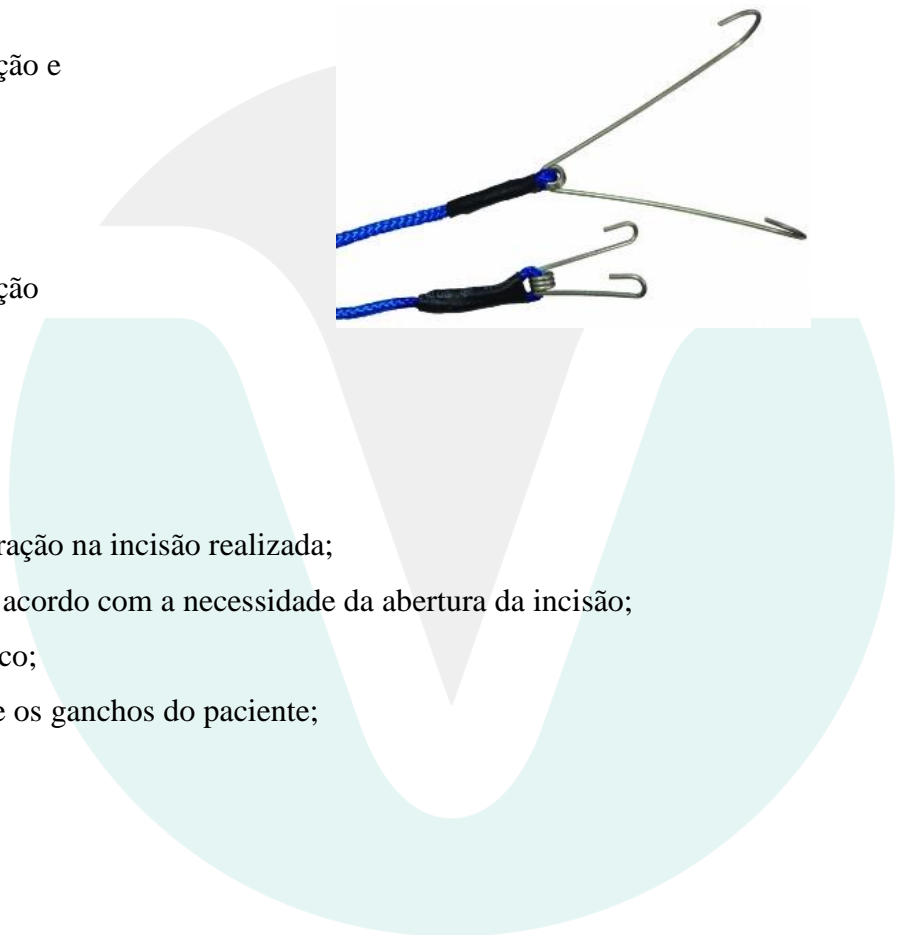 ção e
ção
ração na incisão realizada;
acordo com a necessidade da abertura da incisão;
co;
e os ganchos do paciente;